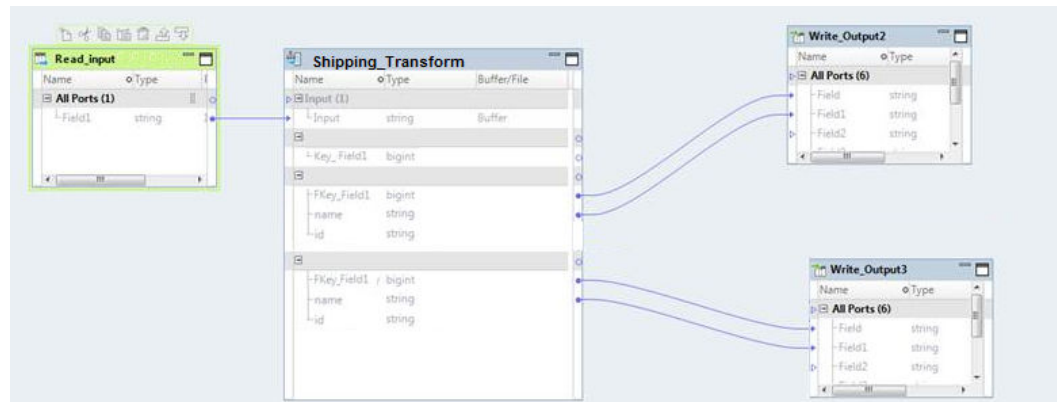 Read_input
Name Type
All Ports (1)
Field1 string
Shipping_Transform
Name Type Buffer/File
Input (1)
Input string Buffer
Key_Field1 bigint
FKey_Field1 bigint
name string
id string
FKey_Field1 bigint
name string
id string
Write_Output2
Name Type
All Ports (6)
Field string
Field1 string
Field2 string
Write_Output3
Name Type
All Ports (6)
Field string
Field1 string
Field2 string